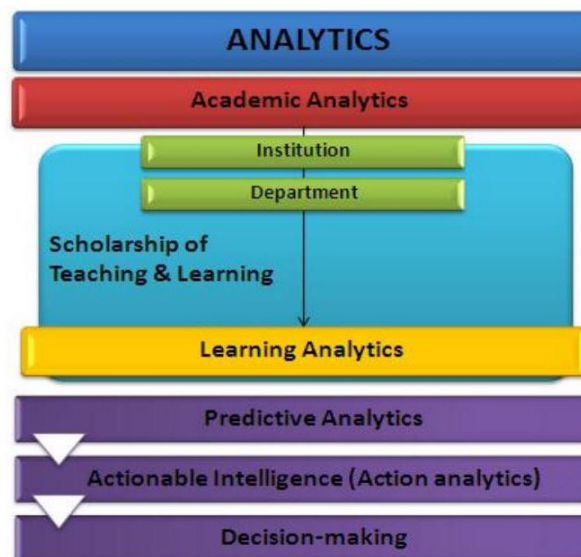 ANALYTICS
Academic Analytics
Institution
Department
Scholarship of
Teaching & Learning
Learning Analytics
Predictive Analytics
Actionable Intelligence (Action analytics)
Decision-making